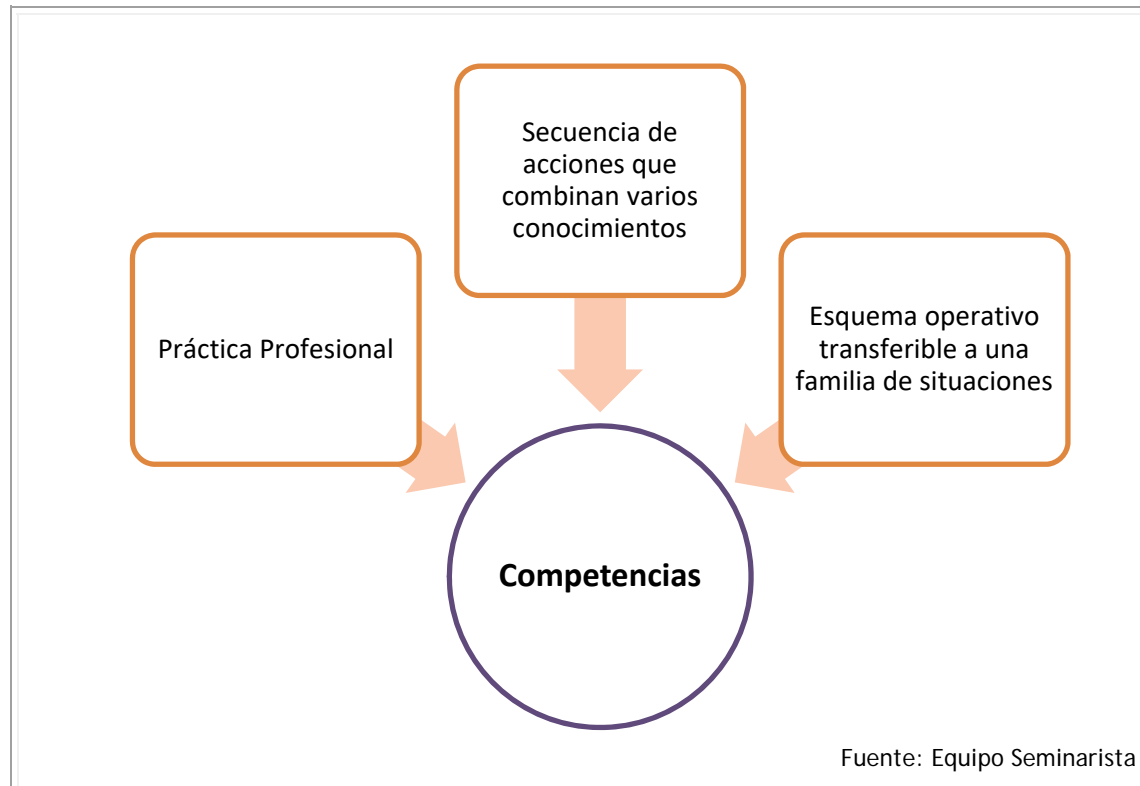 Secuencia de
acciones que
combinan varios
conocimientos
Práctica Profesional
Esquema operativo
transferible a una
familia de situaciones
Competencias
Fuente: Equipo Seminarista